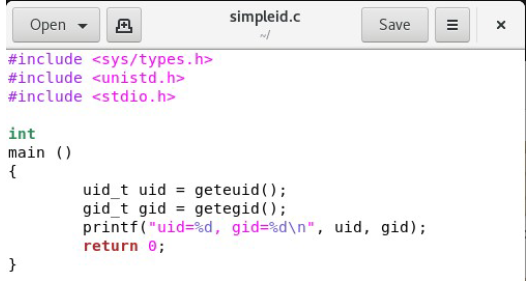 Open
simpleid.c
~/
Save
#include <sys/types.h>
#include <unistd.h>
#include <stdio.h>

int
main ()
{
        uid_t uid = geteuid();
        gid_t gid = getegid();
        printf("uid=%d, gid=%d\n", uid, gid);
        return 0;
}